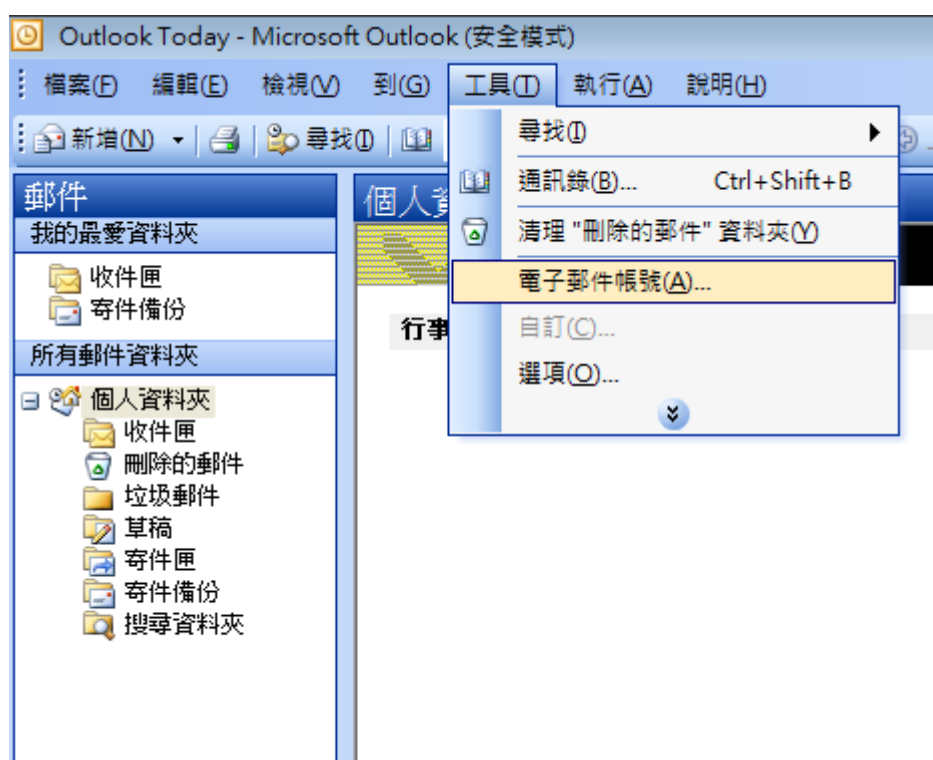 Outlook Today - Microsoft Outlook (安全模式)
檔案(F) 編輯(E) 檢視(V) 到(G) 工具(T) 執行(A) 說明(H)
新增(N) 尋找(I)
尋找(I)
通訊錄(B)... Ctrl+Shift+B
清理 "刪除的郵件" 資料夾(Y)
電子郵件帳號(A)...
自訂(C)...
選項(O)...
郵件
我的最愛資料夾
收件匣
寄件備份
所有郵件資料夾
個人資料夾
收件匣
刪除的郵件
垃圾郵件
草稿
寄件匣
寄件備份
搜尋資料夾
個人
行事